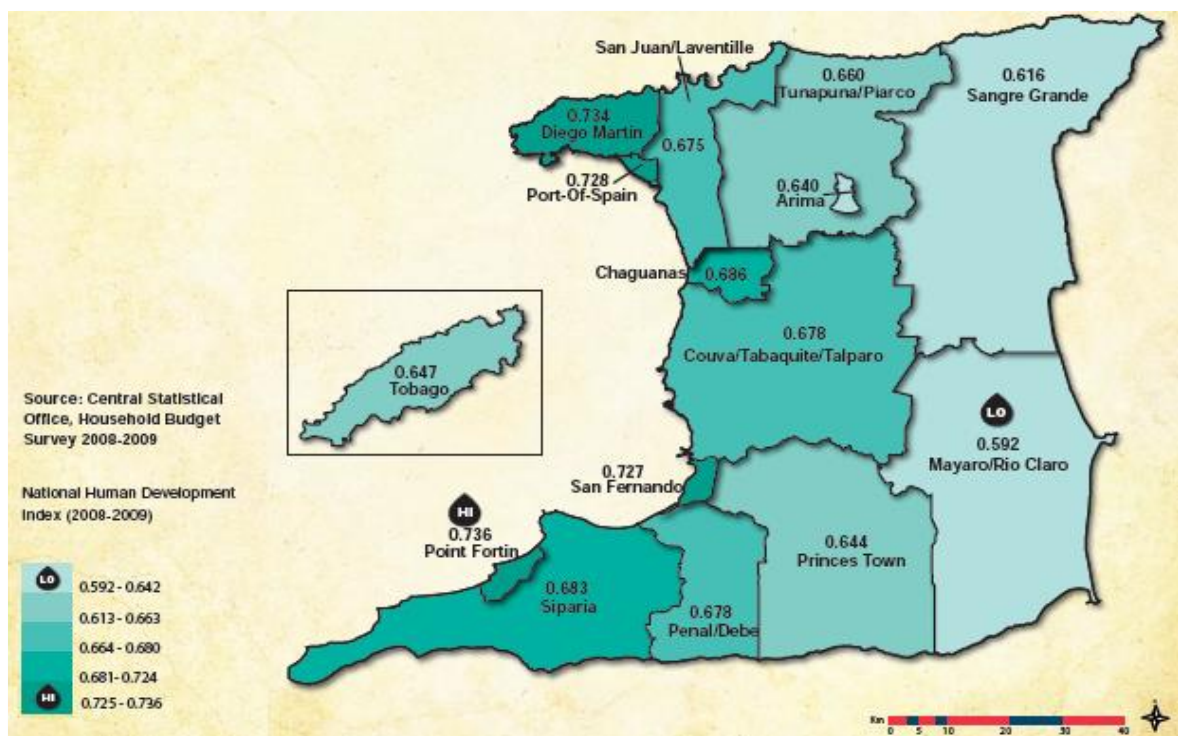 San Juan/Laventille
0.660
Tunapuna/Piarco
0.616
Sangre Grande
0.734
Diego Martin
0.675
0.728
Port-Of-Spain
0.640
Arima
Chaguanas
0.686
0.678
Couva/Tabaquite/Talparo
0.647
Tobago
Source: Central Statistical
Office, Household Budget
Survey 2008-2009
LO
0.592
Mayaro/Rio Claro
0.727
San Fernando
National Human Development
Index (2008-2009)
HI
0.736
Point Fortin
0.644
Princes Town
0.683
Siparia
0.678
Penal/Debe
LO
0.592 - 0.642
0.613 - 0.663
0.664 - 0.680
0.681- 0.724
HI
0.725 - 0.736
Km
0 5 10 20 30 40